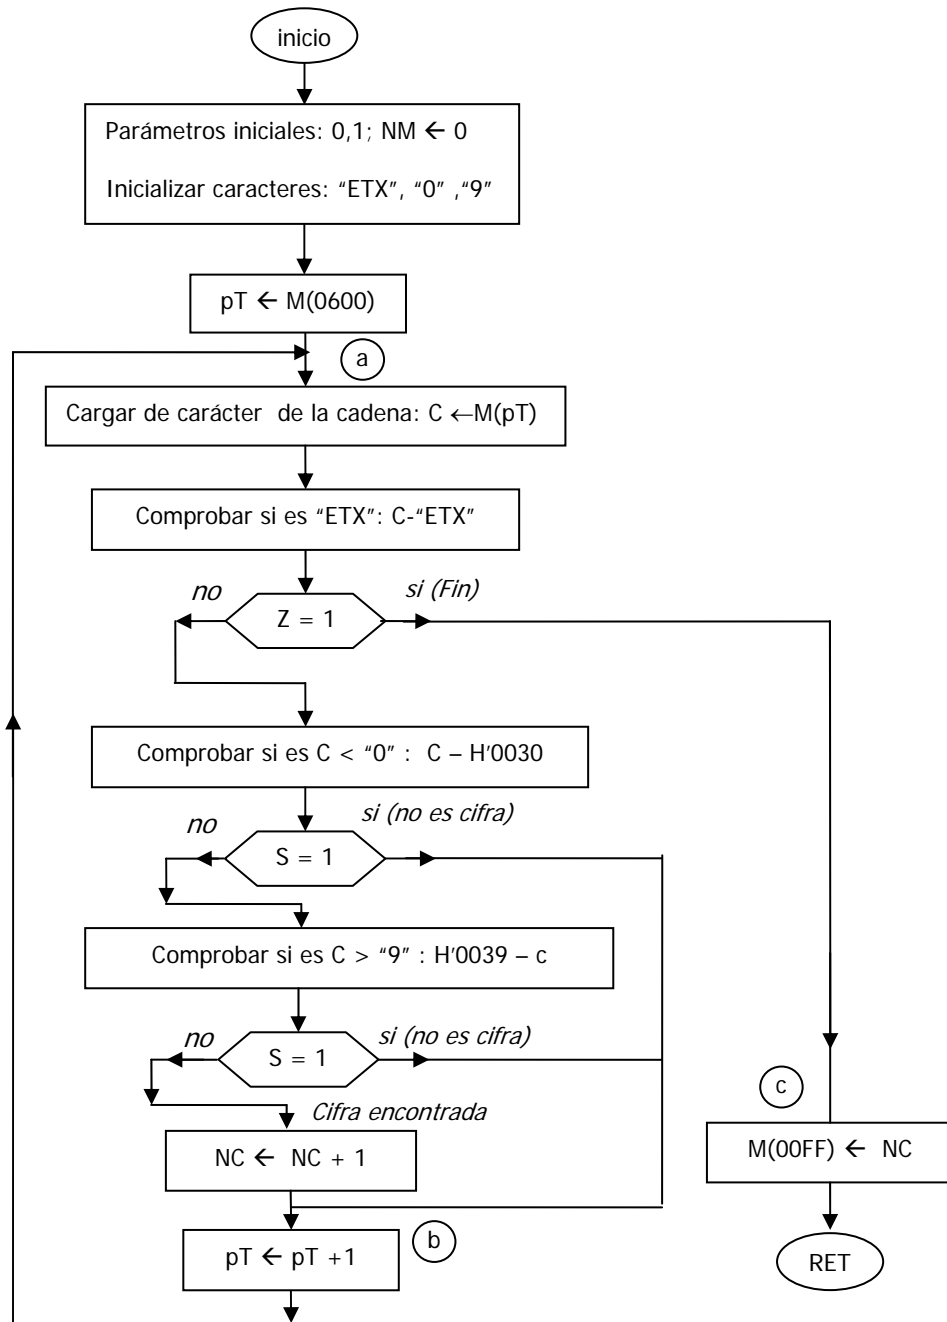 inicio
Parámetros iniciales: 0,1; NM ← 0
Inicializar caracteres: “ETX”, “0” ,“9”
pT ← M(0600)
a
Cargar de carácter de la cadena: C ←M(pT)
Comprobar si es “ETX”: C-“ETX”
no
si (Fin)
Z = 1
Comprobar si es C < “0” : C – H’0030
si (no es cifra)
no
S = 1
Comprobar si es C > “9” : H’0039 – c
no
si (no es cifra)
S = 1
c
Cifra encontrada
NC ← NC + 1
M(00FF) ← NC
b
pT ← pT +1
RET